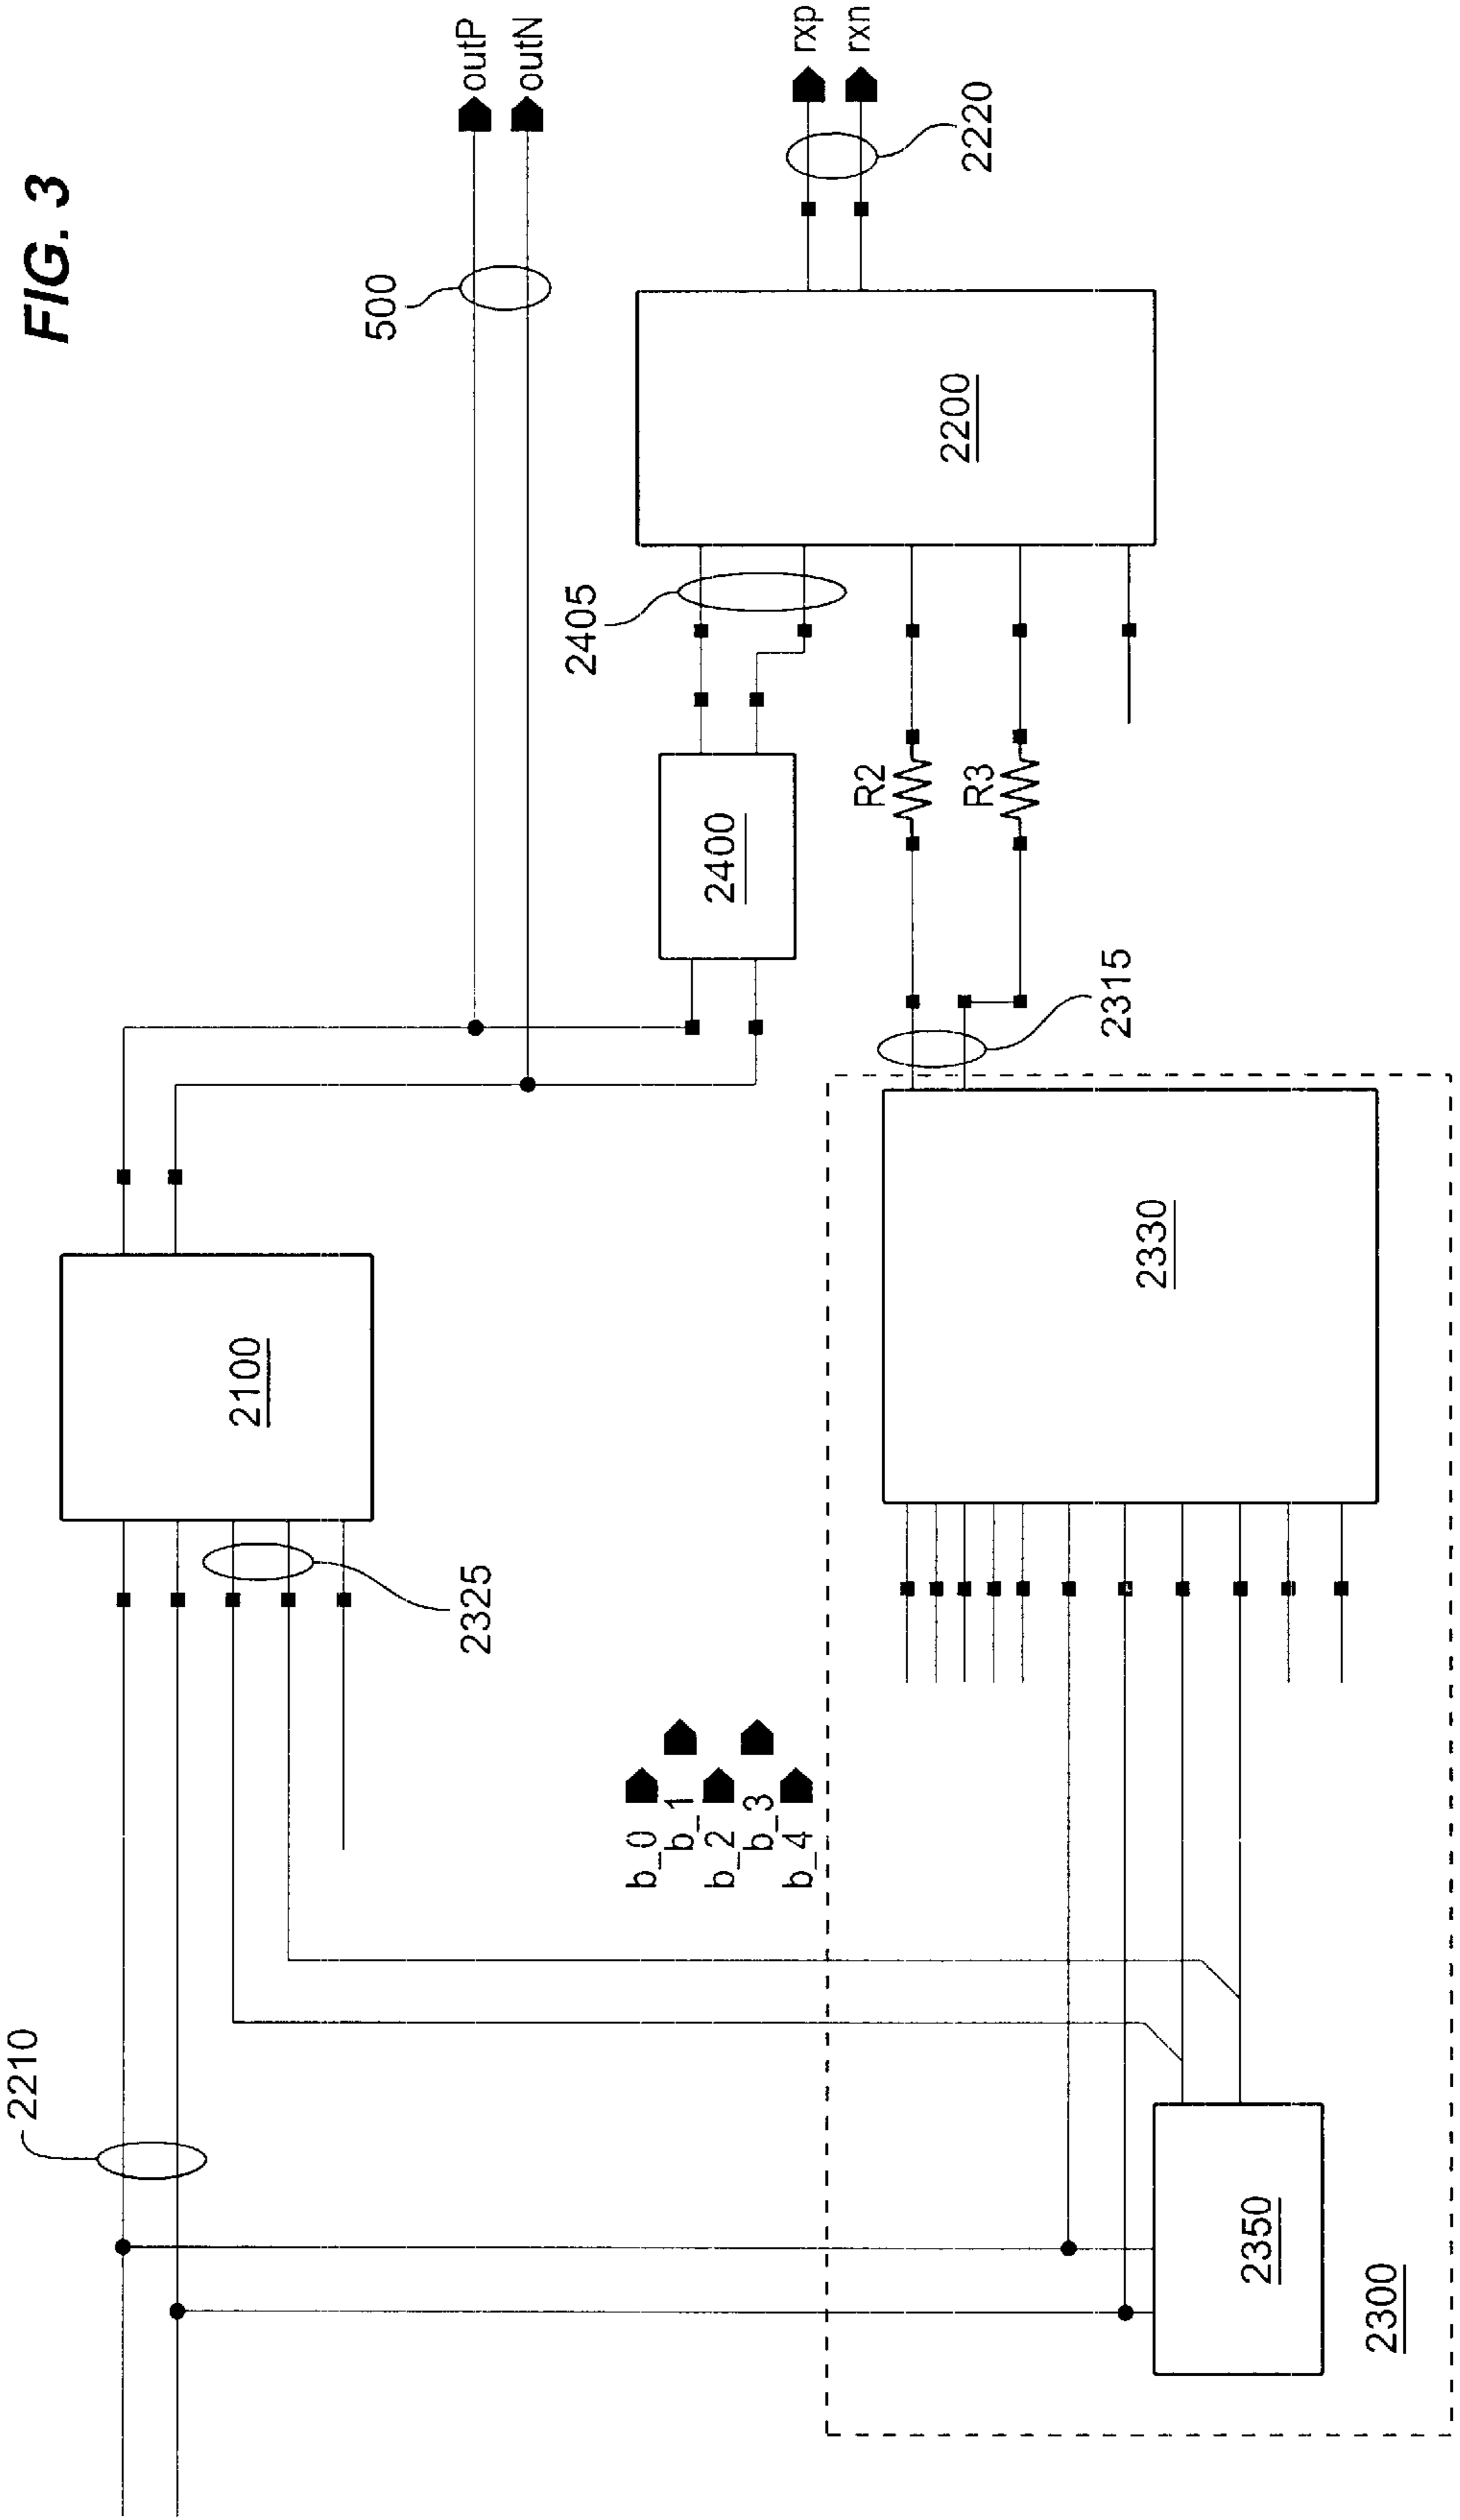 FIG. 3
2210
2100
2325
500
outP
outN
2405
2400
2200
rxp
rxn
2220
b_0
b_1
b_2
b_3
b_4
R2
R3
2315
2330
2350
2300